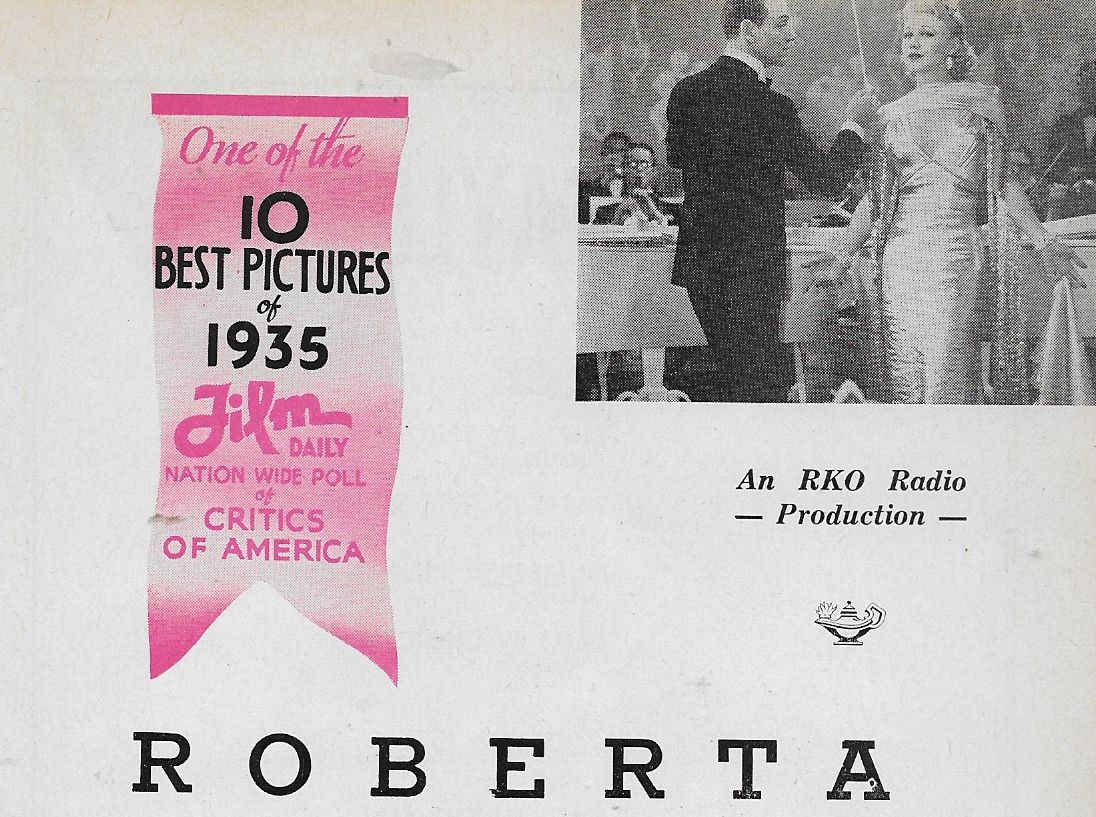 One of the
10
BEST PICTURES
of
1935
Film
DAILY
NATION WIDE POLL
of
CRITICS
OF AMERICA
An RKO Radio
— Production —
ROBERTA